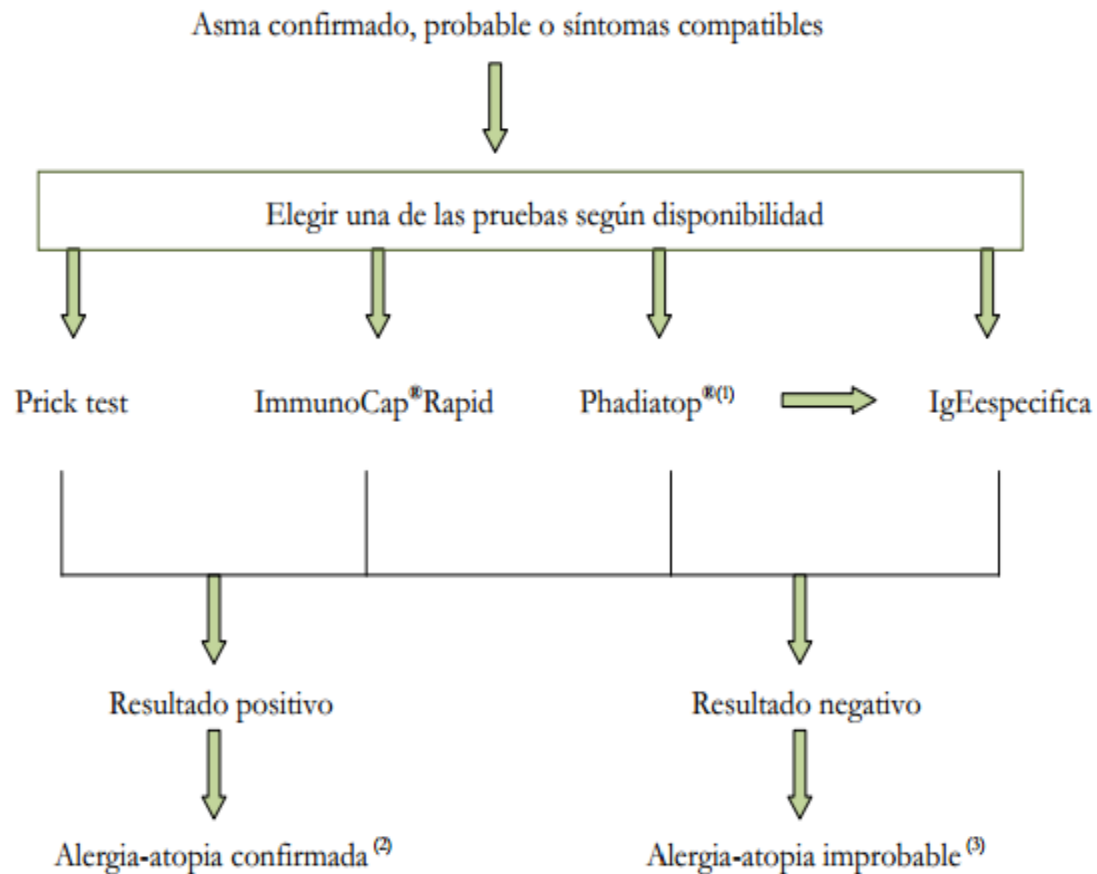 Asma confirmado, probable o síntomas compatibles
Elegir una de las pruebas según disponibilidad
Prick test
ImmunoCap®Rapid
Phadiatop®(1)
IgEespecifica
Resultado positivo
Resultado negativo
Alergia-atopia confirmada (2)
Alergia-atopia improbable (3)